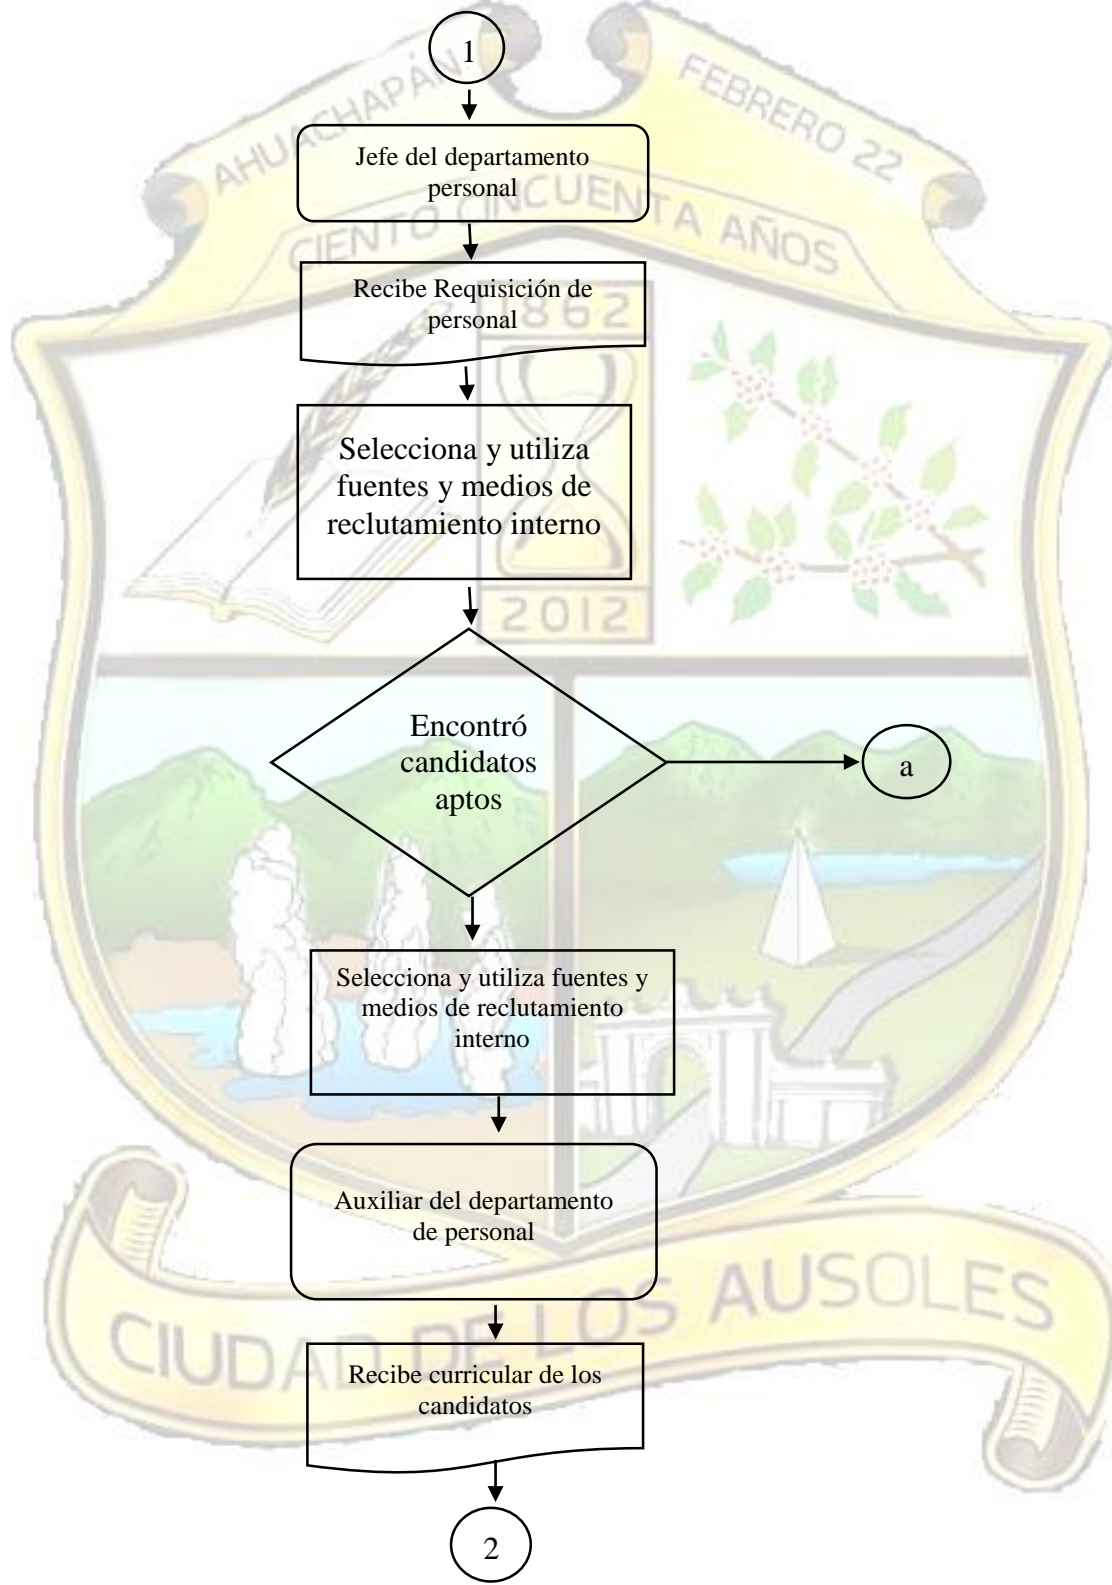 1
AHUACHAPÁN
FEBRERO 22
CIENTO CINCUENTA AÑOS
Jefe del departamento
personal
Recibe Requisición de
personal
1862
Selecciona y utiliza
fuentes y medios de
reclutamiento interno
2012
Encontró
candidatos
aptos
a
Selecciona y utiliza fuentes y
medios de reclutamiento
interno
Auxiliar del departamento
de personal
CIUDAD DE LOS AUSOLES
Recibe curricular de los
candidatos
2